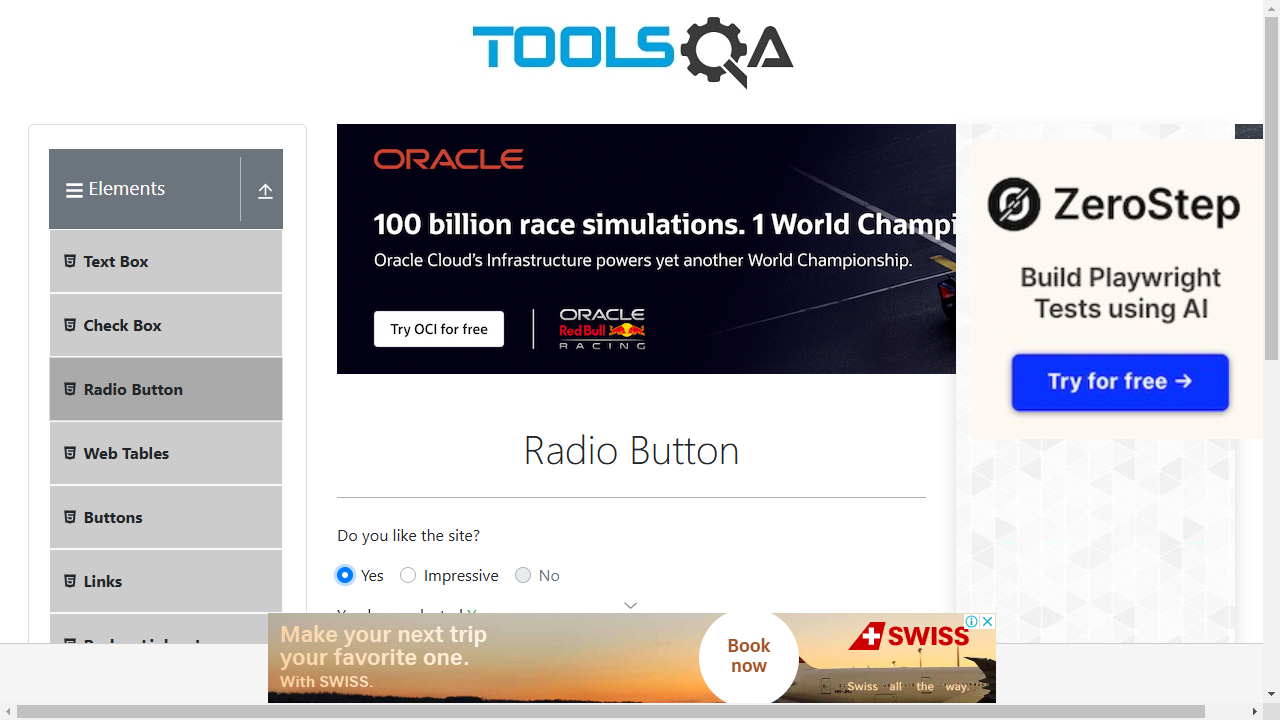 TOOLSQA
Elements
Text Box
Check Box
Radio Button
Web Tables
Buttons
Links
ORACLE
100 billion race simulations. 1 World Champi
Oracle Cloud's Infrastructure powers yet another World Championship.
Try OCI for free
ORACLE
Red Bull
RACING
ZeroStep
Build Playwright
Tests using AI
Try for free →
Radio Button
Do you like the site?
Yes
Impressive
No
Make your next trip
your favorite one.
With SWISS.
Book
now
SWISS
Swiss all the way.